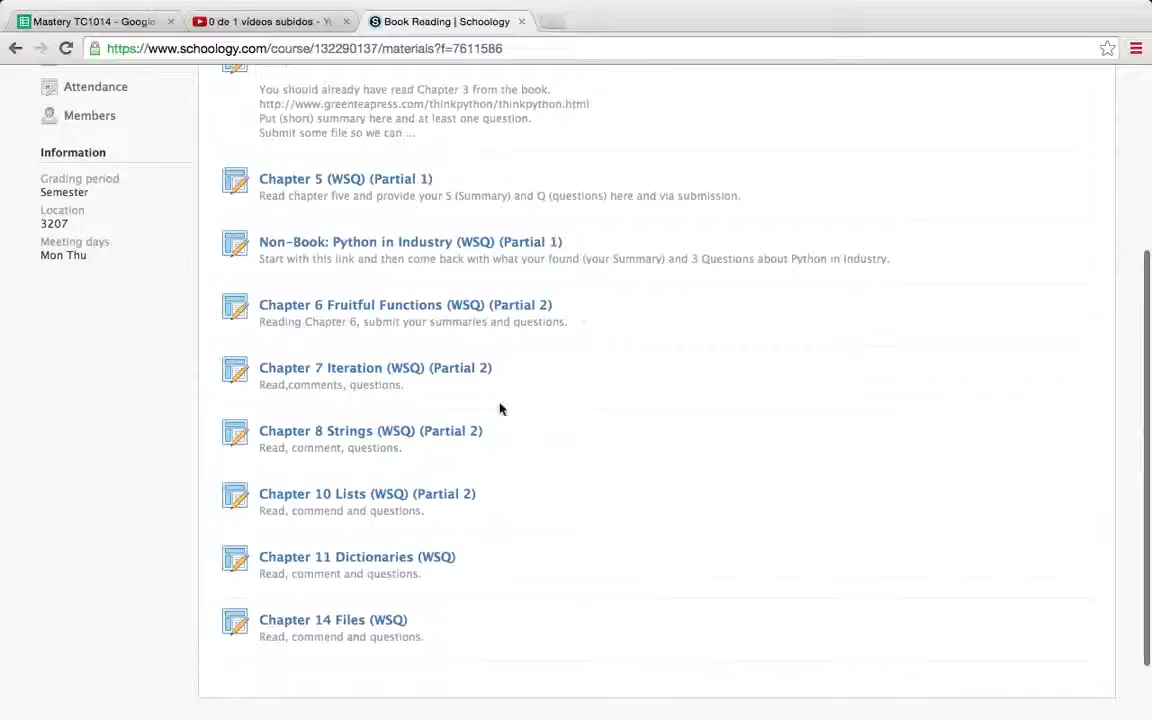 Mastery TC1014 - Google
0 de 1 vídeos subidos - Yo
Book Reading | Schoology
https://www.schoology.com/course/132290137/materials?f=7611586
Attendance
Members
Information
Grading period
Semester
Location
3207
Meeting days
Mon Thu
You should already have read Chapter 3 from the book.
http://www.greenteapress.com/thinkpython/thinkpython.html
Put (short) summary here and at least one question.
Submit some file so we can ...
Chapter 5 (WSQ) (Partial 1)
Read chapter five and provide your S (Summary) and Q (questions) here and via submission.
Non-Book: Python in Industry (WSQ) (Partial 1)
Start with this link and then come back with what your found (your Summary) and 3 Questions about Python in Industry.
Chapter 6 Fruitful Functions (WSQ) (Partial 2)
Reading Chapter 6, submit your summaries and questions.
Chapter 7 Iteration (WSQ) (Partial 2)
Read,comments, questions.
Chapter 8 Strings (WSQ) (Partial 2)
Read, comment, questions.
Chapter 10 Lists (WSQ) (Partial 2)
Read, commend and questions.
Chapter 11 Dictionaries (WSQ)
Read, comment and questions.
Chapter 14 Files (WSQ)
Read, commend and questions.